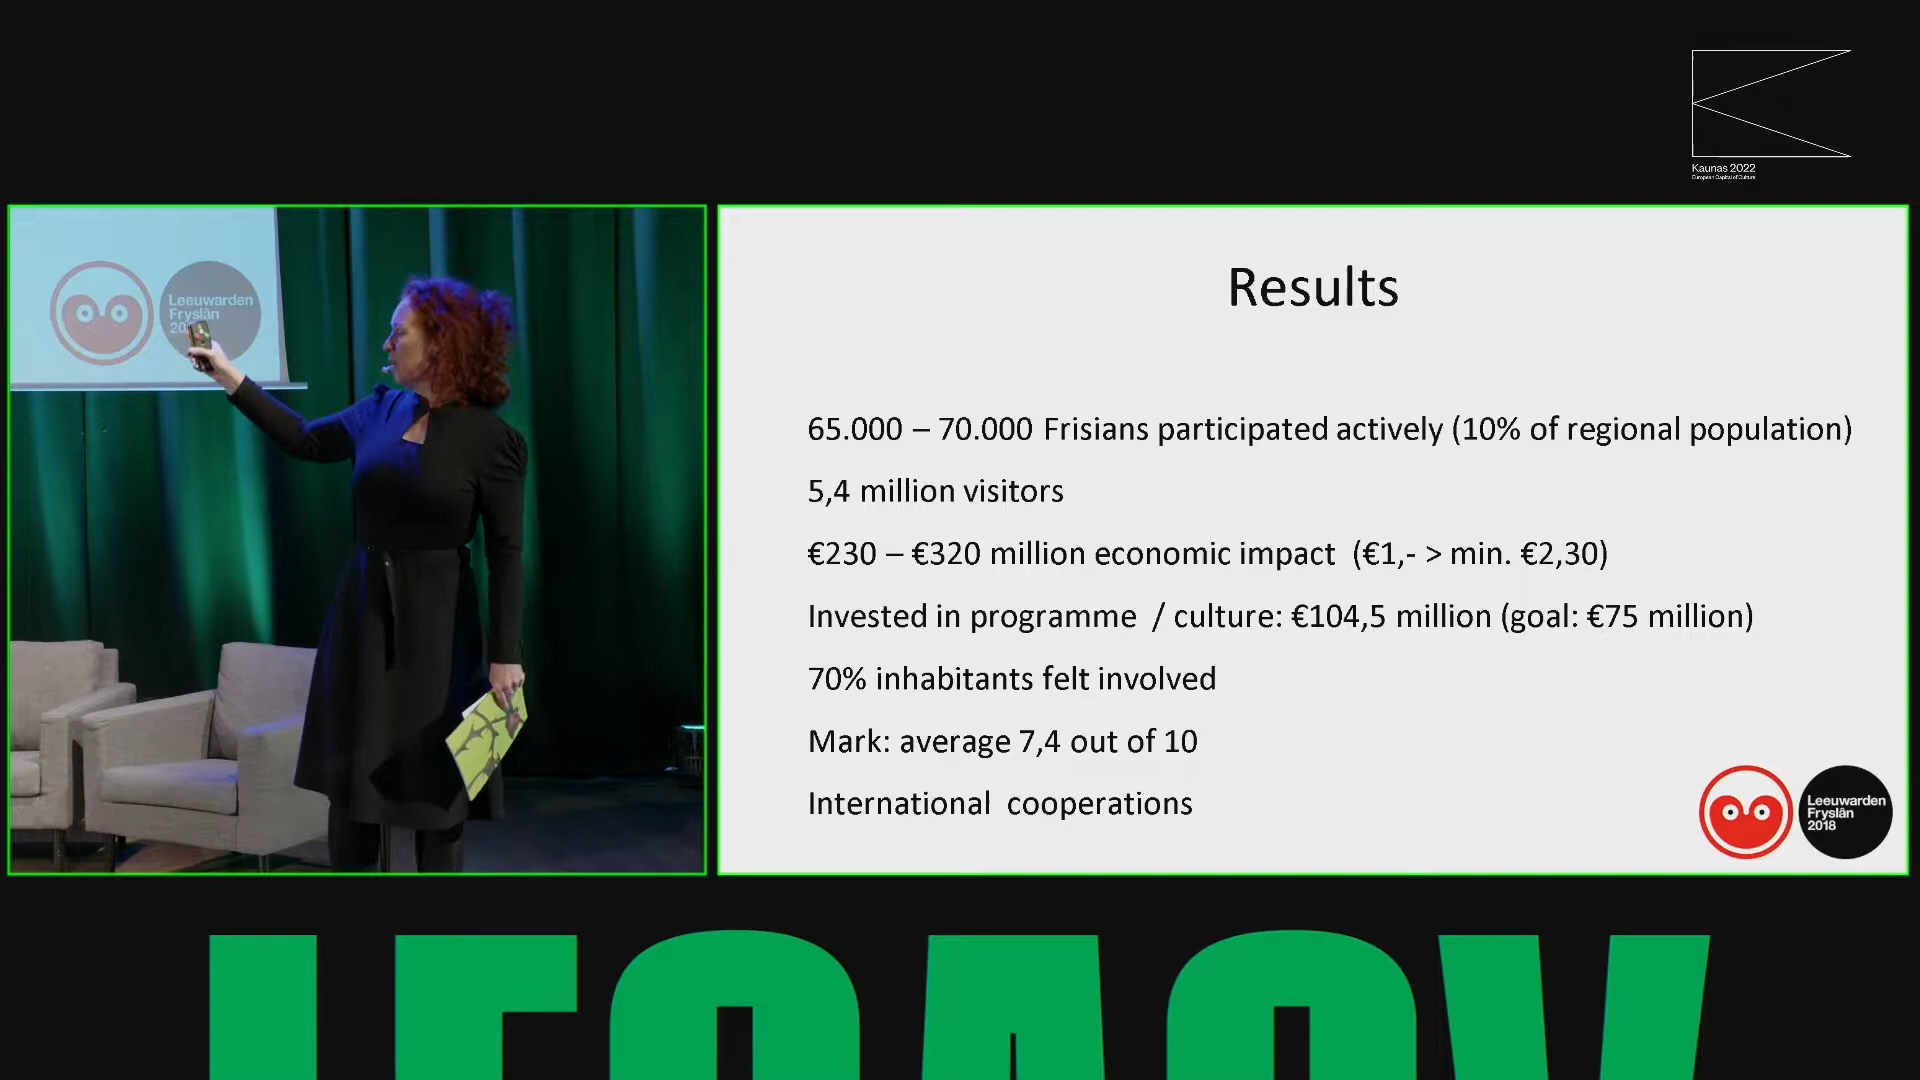 Kaunas 2022
European Capital of Culture
Leeuwarden
Fryslân
Results
65.000 – 70.000 Frisians participated actively (10% of regional population)
5,4 million visitors
€230 – €320 million economic impact (€1,- > min. €2,30)
Invested in programme / culture: €104,5 million (goal: €75 million)
70% inhabitants felt involved
Mark: average 7,4 out of 10
International cooperations
Leeuwarden
Fryslân
2018
LEGACY